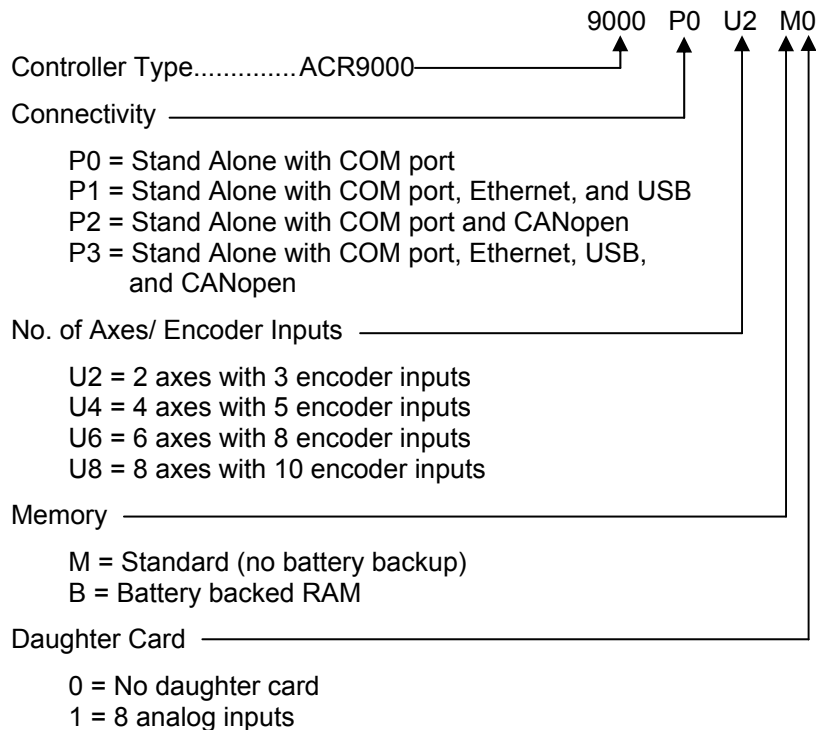 9000 P0 U2 M0
Controller Type..............ACR9000
Connectivity
P0 = Stand Alone with COM port
P1 = Stand Alone with COM port, Ethernet, and USB
P2 = Stand Alone with COM port and CANopen
P3 = Stand Alone with COM port, Ethernet, USB,
and CANopen
No. of Axes/ Encoder Inputs
U2 = 2 axes with 3 encoder inputs
U4 = 4 axes with 5 encoder inputs
U6 = 6 axes with 8 encoder inputs
U8 = 8 axes with 10 encoder inputs
Memory
M = Standard (no battery backup)
B = Battery backed RAM
Daughter Card
0 = No daughter card
1 = 8 analog inputs